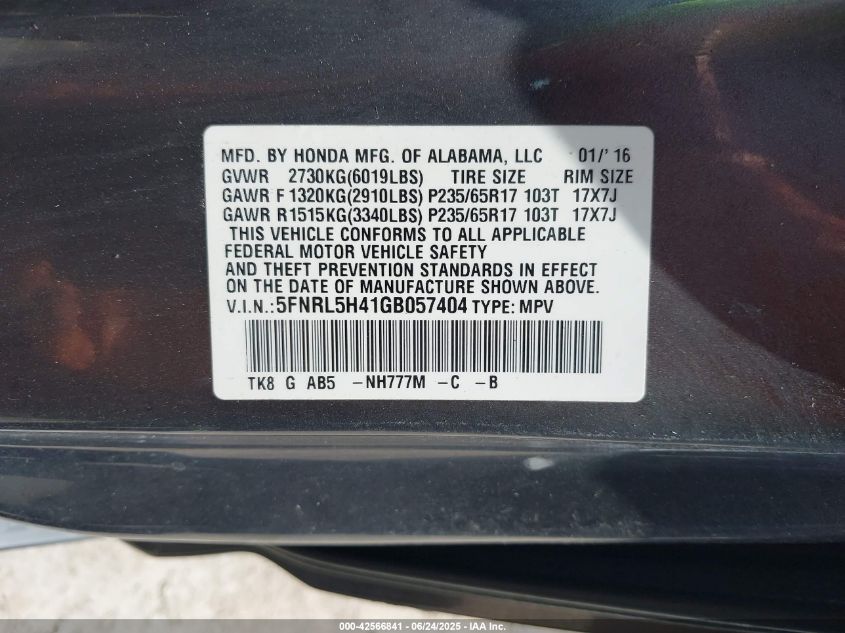 MFD. BY HONDA MFG. OF ALABAMA, LLC 01/' 16
GVWR 2730KG(6019LBS) TIRE SIZE RIM SIZE
GAWR F 1320KG(2910LBS) P235/65R17 103T 17X7J
GAWR R1515KG(3340LBS) P235/65R17 103T 17X7J
THIS VEHICLE CONFORMS TO ALL APPLICABLE
FEDERAL MOTOR VEHICLE SAFETY
AND THEFT PREVENTION STANDARDS IN EFFECT
ON THE DATE OF MANUFACTURE SHOWN ABOVE.
V.I.N.: 5FNRL5H41GB057404 TYPE: MPV
TK8 G AB5 -NH777M -C -B
000-42566841 - 06/24/2025 - IAA Inc.